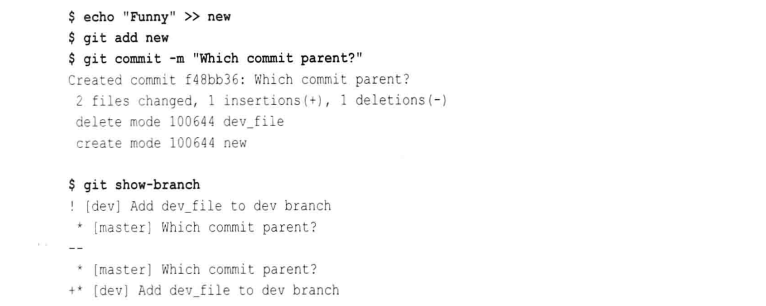 $ echo "Funny" >> new
$ git add new
$ git commit -m "Which commit parent?"
Created commit f48bb36: Which commit parent?
 2 files changed, 1 insertions(+), 1 deletions(-)
 delete mode 100644 dev_file
 create mode 100644 new

$ git show-branch
! [dev] Add dev_file to dev branch
 * [master] Which commit parent?
--
 * [master] Which commit parent?
+* [dev] Add dev_file to dev branch